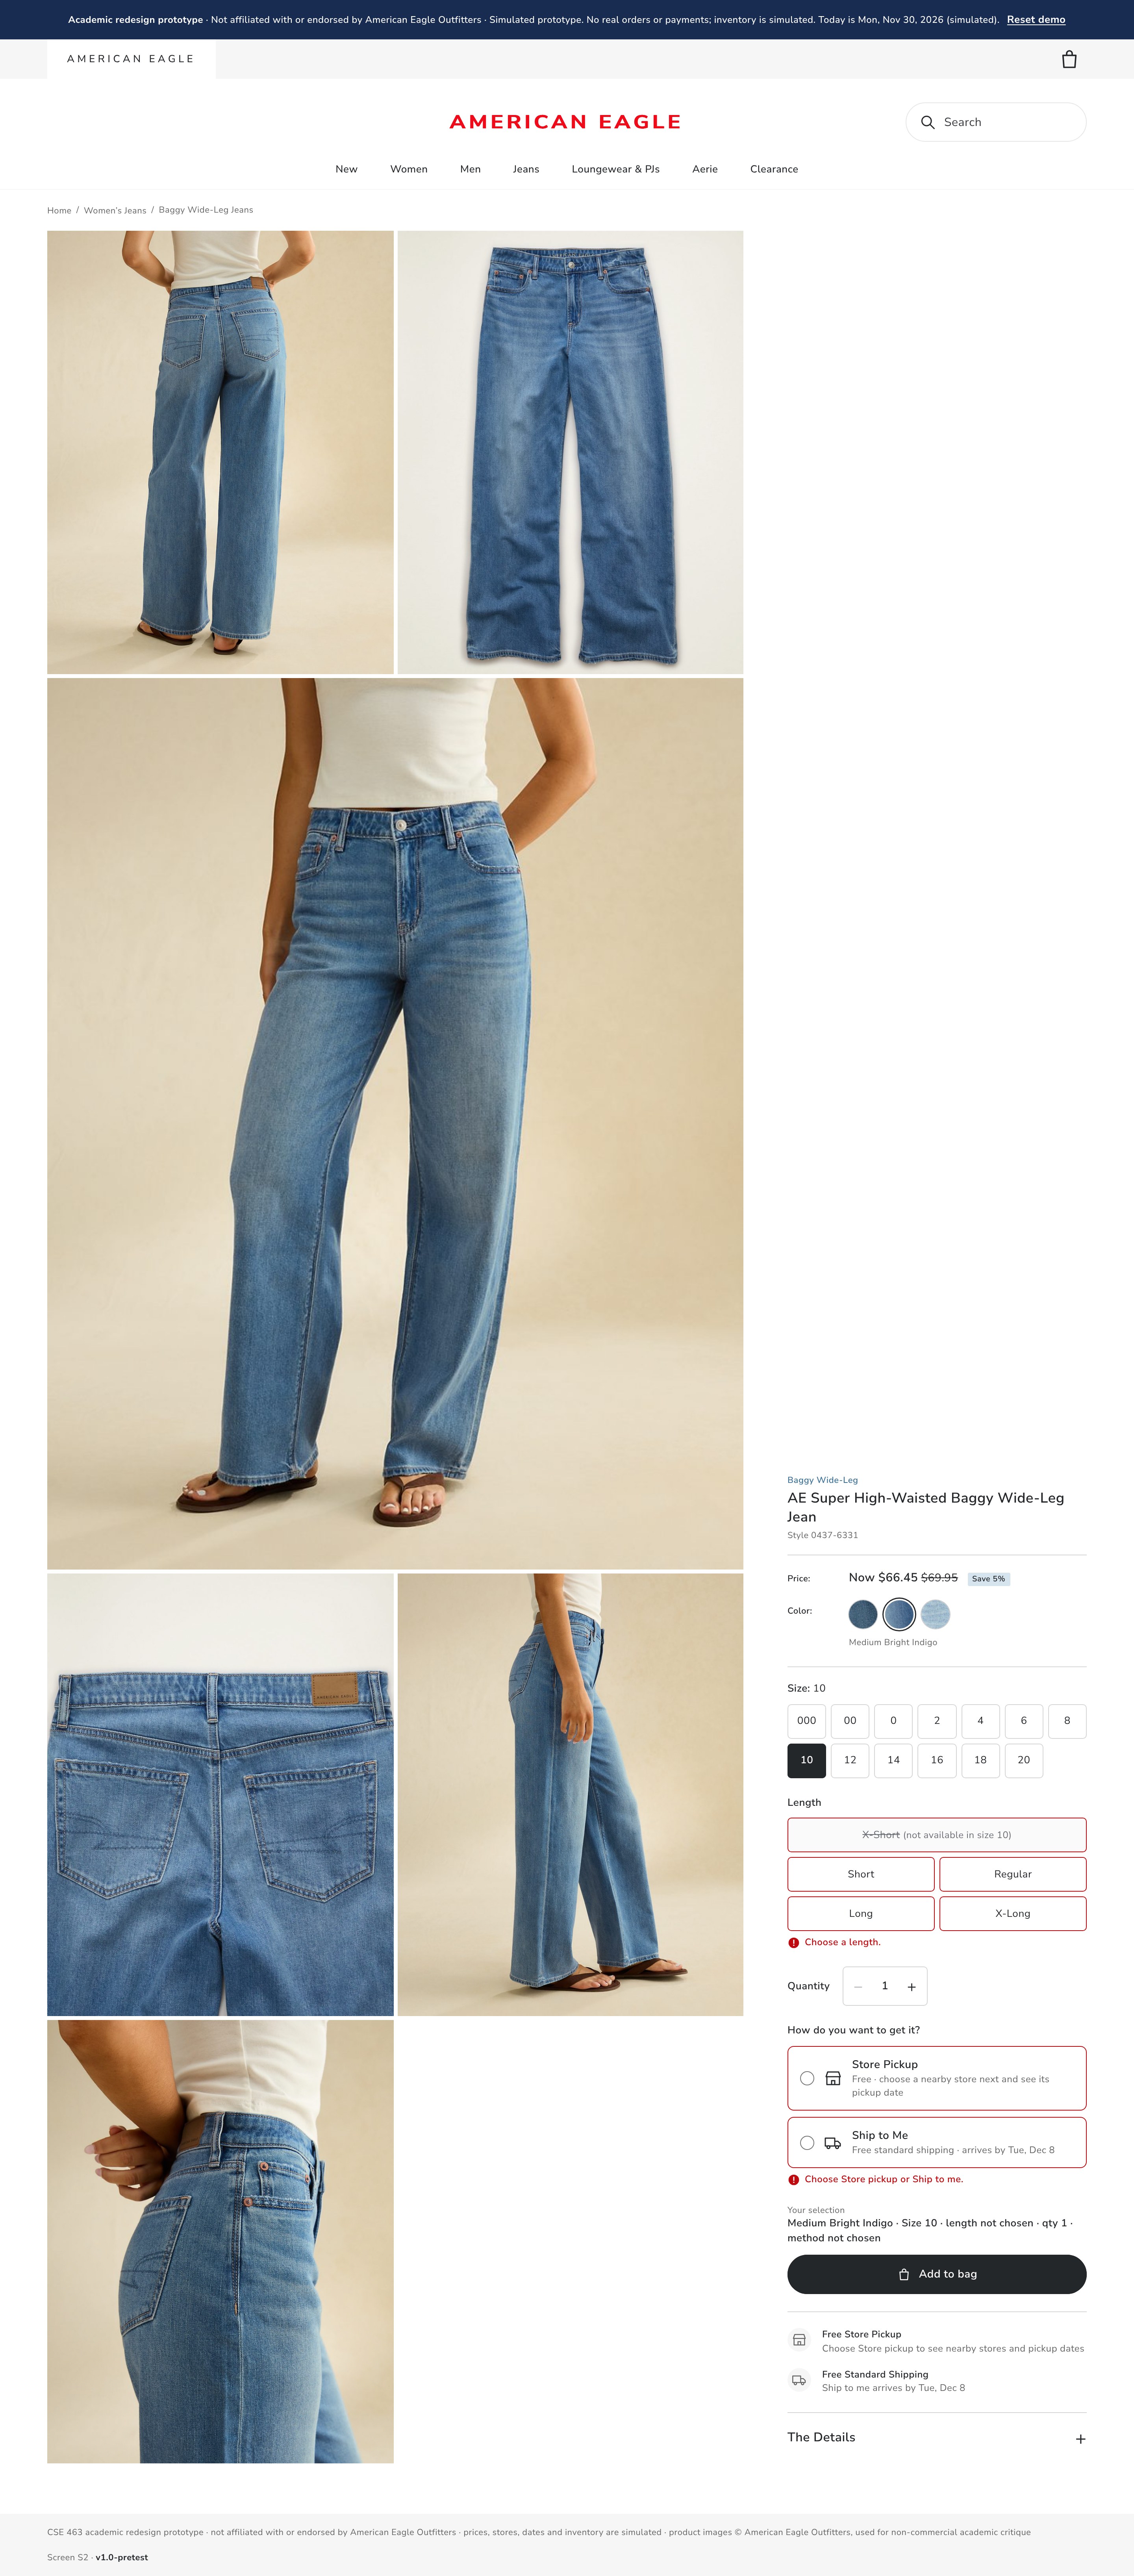 Academic redesign prototype · Not affiliated with or endorsed by American Eagle Outfitters · Simulated prototype. No real orders or payments; inventory is simulated. Today is Mon, Nov 30, 2026 (simulated). Reset demo
AMERICAN EAGLE
AMERICAN EAGLE
Search
New Women Men Jeans Loungewear & PJs Aerie Clearance
Home / Women's Jeans / Baggy Wide-Leg Jeans
Baggy Wide-Leg
AE Super High-Waisted Baggy Wide-Leg
Jean
Style 0437-6331
Price: Now $66.45 $69.95 Save 5%
Color:
Medium Bright Indigo
Size: 10
000 00 0 2 4 6 8
10 12 14 16 18 20
Length
X-Short (not available in size 10)
Short Regular
Long X-Long
Choose a length.
Quantity 1
How do you want to get it?
Store Pickup
Free · choose a nearby store next and see its
pickup date
Ship to Me
Free standard shipping · arrives by Tue, Dec 8
Choose Store pickup or Ship to me.
Your selection
Medium Bright Indigo · Size 10 · length not chosen · qty 1 ·
method not chosen
Add to bag
Free Store Pickup
Choose Store pickup to see nearby stores and pickup dates
Free Standard Shipping
Ship to me arrives by Tue, Dec 8
The Details
AMERICAN EAGLE
CSE 463 academic redesign prototype · not affiliated with or endorsed by American Eagle Outfitters · prices, stores, dates and inventory are simulated · product images © American Eagle Outfitters, used for non-commercial academic critique
Screen S2 · v1.0-pretest